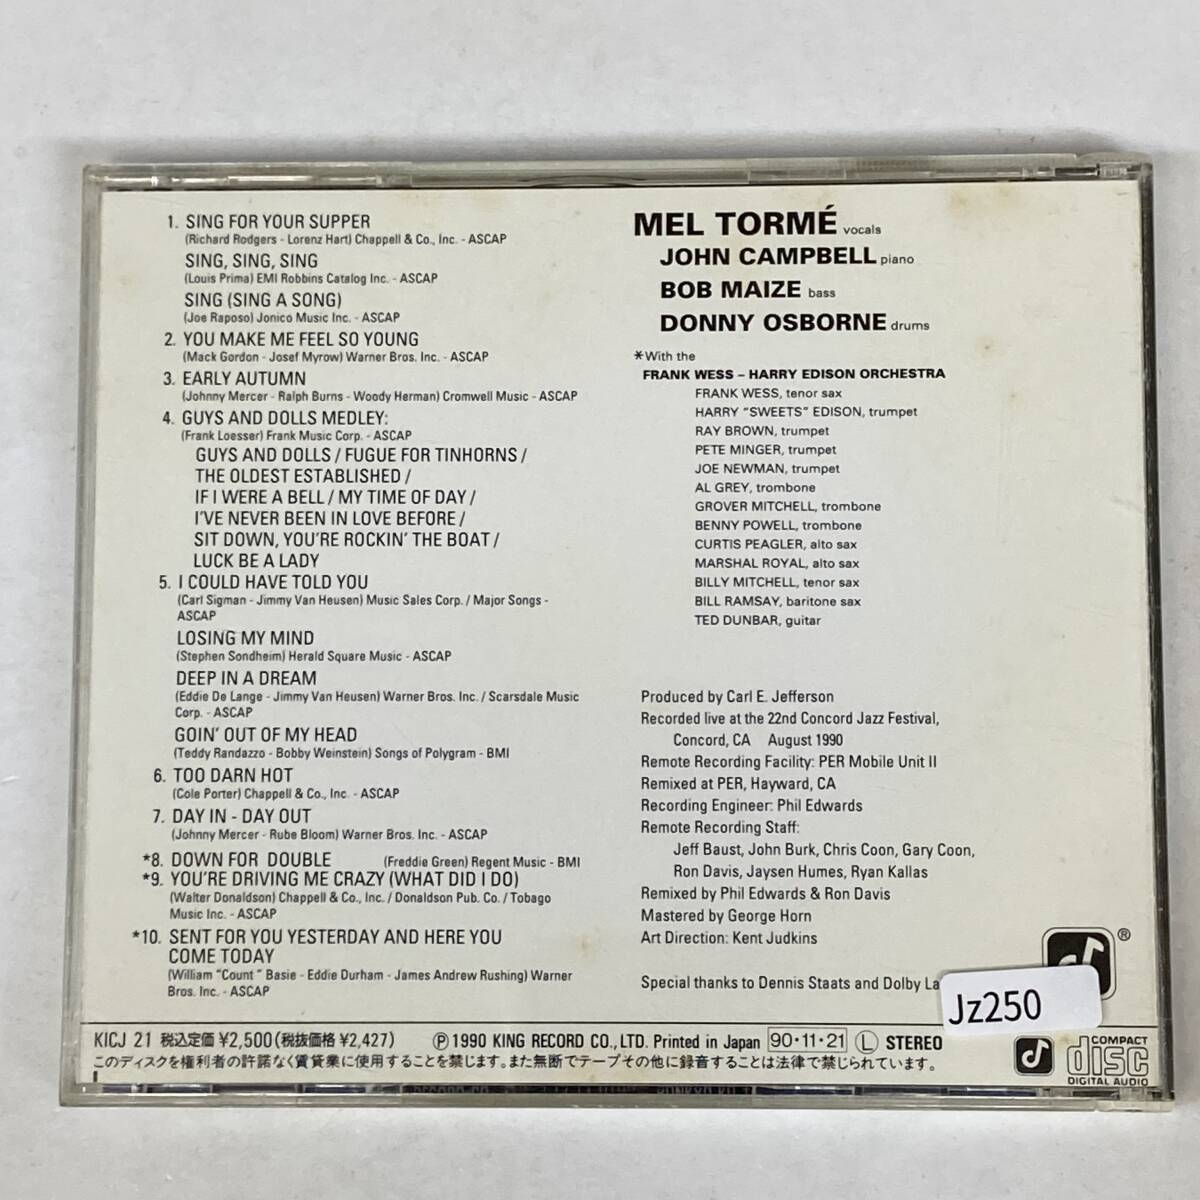 1. SING FOR YOUR SUPPER
(Richard Rodgers - Lorenz Hart) Chappell & Co., Inc. - ASCAP
SING, SING, SING
(Louis Prima) EMI Robbins Catalog Inc. - ASCAP
SING (SING A SONG)
(Joe Raposo) Jonico Music Inc. - ASCAP
2. YOU MAKE ME FEEL SO YOUNG
(Mack Gordon - Josef Myrow) Warner Bros. Inc. - ASCAP
3. EARLY AUTUMN
(Johnny Mercer - Ralph Burns - Woody Herman) Cromwell Music - ASCAP
4. GUYS AND DOLLS MEDLEY:
(Frank Loesser) Frank Music Corp. - ASCAP
GUYS AND DOLLS / FUGUE FOR TINHORNS /
THE OLDEST ESTABLISHED /
IF I WERE A BELL / MY TIME OF DAY /
I'VE NEVER BEEN IN LOVE BEFORE /
SIT DOWN, YOU'RE ROCKIN' THE BOAT /
LUCK BE A LADY
5. I COULD HAVE TOLD YOU
(Carl Sigman - Jimmy Van Heusen) Music Sales Corp. / Major Songs -
ASCAP
LOSING MY MIND
(Stephen Sondheim) Herald Square Music - ASCAP
DEEP IN A DREAM
(Eddie De Lange - Jimmy Van Heusen) Warner Bros. Inc. / Scarsdale Music
Corp. - ASCAP
GOIN' OUT OF MY HEAD
(Teddy Randazzo - Bobby Weinstein) Songs of Polygram - BMI
6. TOO DARN HOT
(Cole Porter) Chappell & Co., Inc. - ASCAP
7. DAY IN - DAY OUT
(Johnny Mercer - Rube Bloom) Warner Bros. Inc. - ASCAP
*8. DOWN FOR DOUBLE (Freddie Green) Regent Music - BMI
*9. YOU'RE DRIVING ME CRAZY (WHAT DID I DO)
(Walter Donaldson) Chappell & Co., Inc. / Donaldson Pub. Co. / Tobago
Music Inc. - ASCAP
*10. SENT FOR YOU YESTERDAY AND HERE YOU
COME TODAY
(William "Count" Basie - Eddie Durham - James Andrew Rushing) Warner
Bros. Inc. - ASCAP
MEL TORMÉ vocals
JOHN CAMPBELL piano
BOB MAIZE bass
DONNY OSBORNE drums
*With the
FRANK WESS – HARRY EDISON ORCHESTRA
FRANK WESS, tenor sax
HARRY "SWEETS" EDISON, trumpet
RAY BROWN, trumpet
PETE MINGER, trumpet
JOE NEWMAN, trumpet
AL GREY, trombone
GROVER MITCHELL, trombone
BENNY POWELL, trombone
CURTIS PEAGLER, alto sax
MARSHAL ROYAL, alto sax
BILLY MITCHELL, tenor sax
BILL RAMSAY, baritone sax
TED DUNBAR, guitar
Produced by Carl E. Jefferson
Recorded live at the 22nd Concord Jazz Festival,
Concord, CA August 1990
Remote Recording Facility: PER Mobile Unit II
Remixed at PER, Hayward, CA
Recording Engineer: Phil Edwards
Remote Recording Staff:
Jeff Baust, John Burk, Chris Coon, Gary Coon,
Ron Davis, Jaysen Humes, Ryan Kallas
Remixed by Phil Edwards & Ron Davis
Mastered by George Horn
Art Direction: Kent Judkins
Special thanks to Dennis Staats and Dolby La
®
Jz250
KICJ 21 税込定価 ¥2,500(税抜価格 ¥2,427) Ⓟ1990 KING RECORD CO., LTD. Printed in Japan 90・11・21 Ⓛ STEREO
このディスクを権利者の許諾なく賃貸業に使用することを禁じます。また無断でテープその他に録音することは法律で禁じられています。
COMPACT
disc
DIGITAL AUDIO